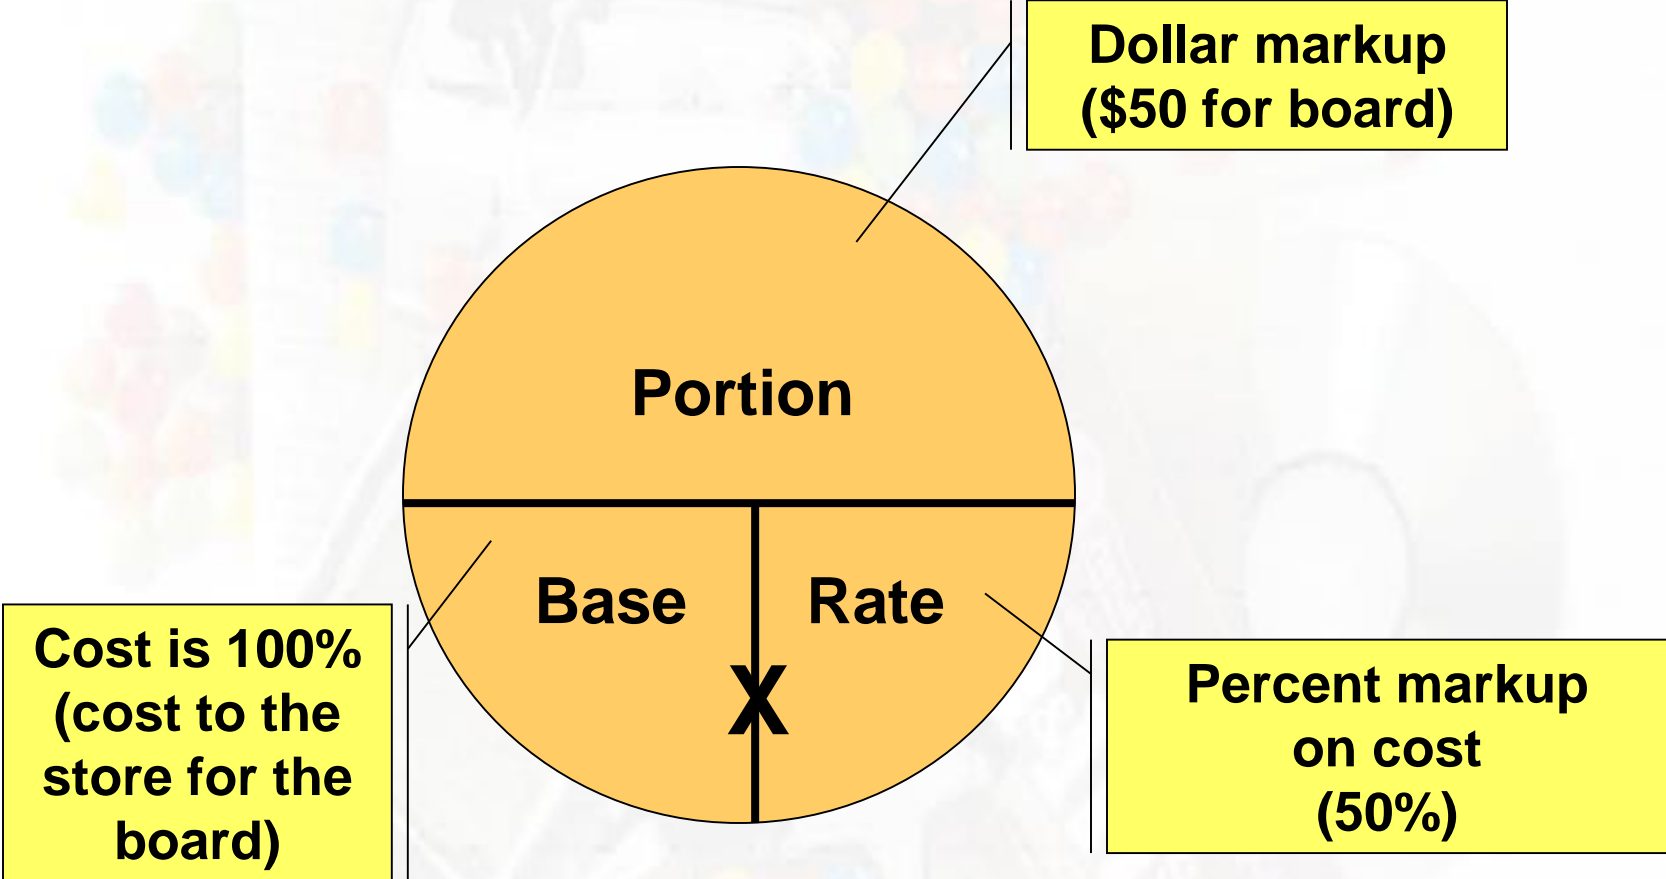 Dollar markup
($50 for board)
Portion
Base
Rate
X
Cost is 100%
(cost to the
store for the
board)
Percent markup
on cost
(50%)